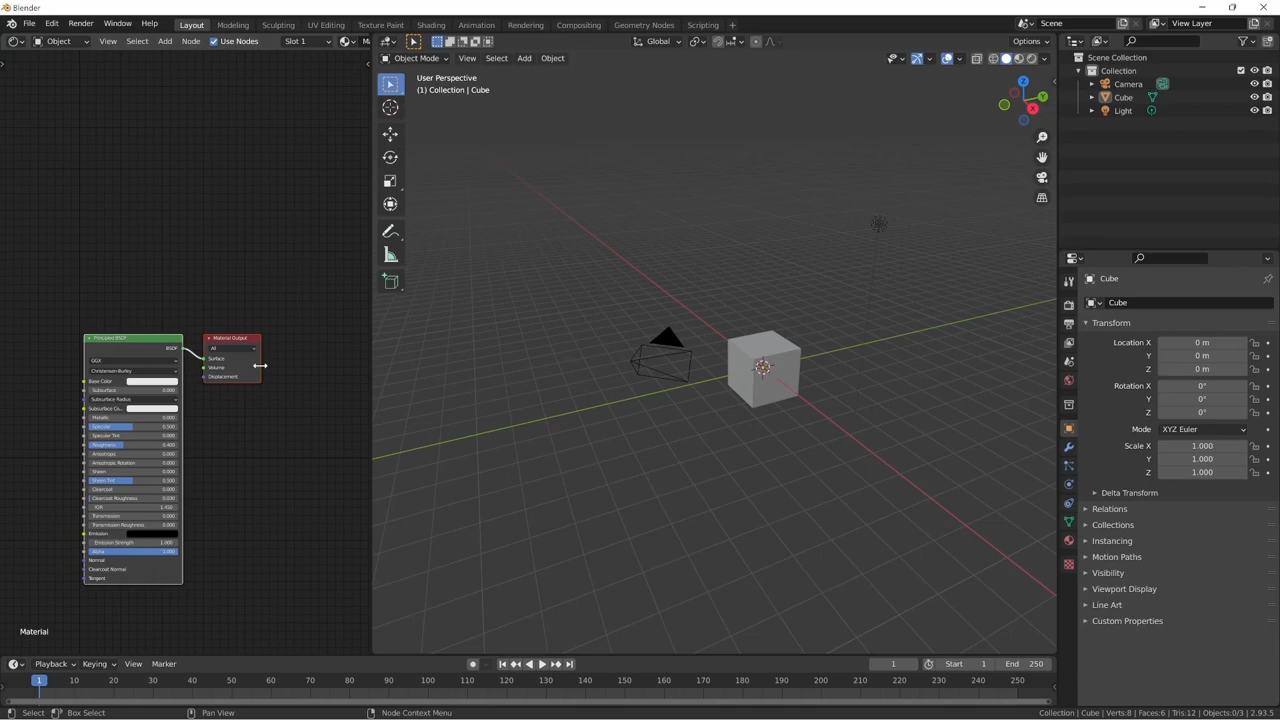 Blender
File Edit Render Window Help Layout Modeling Sculpting UV Editing Texture Paint Shading Animation Rendering Compositing Geometry Nodes Scripting + Scene View Layer
Object View Select Add Node Use Nodes Slot 1 Ma
Global Options
Object Mode View Select Add Object
User Perspective
(1) Collection | Cube
Z
Y
X
Scene Collection
Collection
Camera
Cube
Light
Principled BSDF
BSDF
GGX
Christensen-Burley
Base Color
Subsurface 0.000
Subsurface Radius
Subsurface Co...
Metallic 0.000
Specular 0.500
Specular Tint 0.000
Roughness 0.400
Anisotropic 0.000
Anisotropic Rotation 0.000
Sheen 0.000
Sheen Tint 0.500
Clearcoat 0.000
Clearcoat Roughness 0.030
IOR 1.450
Transmission 0.000
Transmission Roughness 0.000
Emission
Emission Strength 1.000
Alpha 1.000
Normal
Clearcoat Normal
Tangent
Material Output
All
Surface
Volume
Displacement
Material
Cube
Cube
Transform
Location X 0 m
Y 0 m
Z 0 m
Rotation X 0°
Y 0°
Z 0°
Mode XYZ Euler
Scale X 1.000
Y 1.000
Z 1.000
Delta Transform
Relations
Collections
Instancing
Motion Paths
Visibility
Viewport Display
Line Art
Custom Properties
Playback Keying View Marker 1 Start 1 End 250
1 10 20 30 40 50 60 70 80 90 100 110 120 130 140 150 160 170 180 190 200 210 220 230 240 250
Select Box Select Pan View Node Context Menu Collection | Cube | Verts:8 | Faces:6 | Tris:12 | Objects:0/3 | 2.93.5